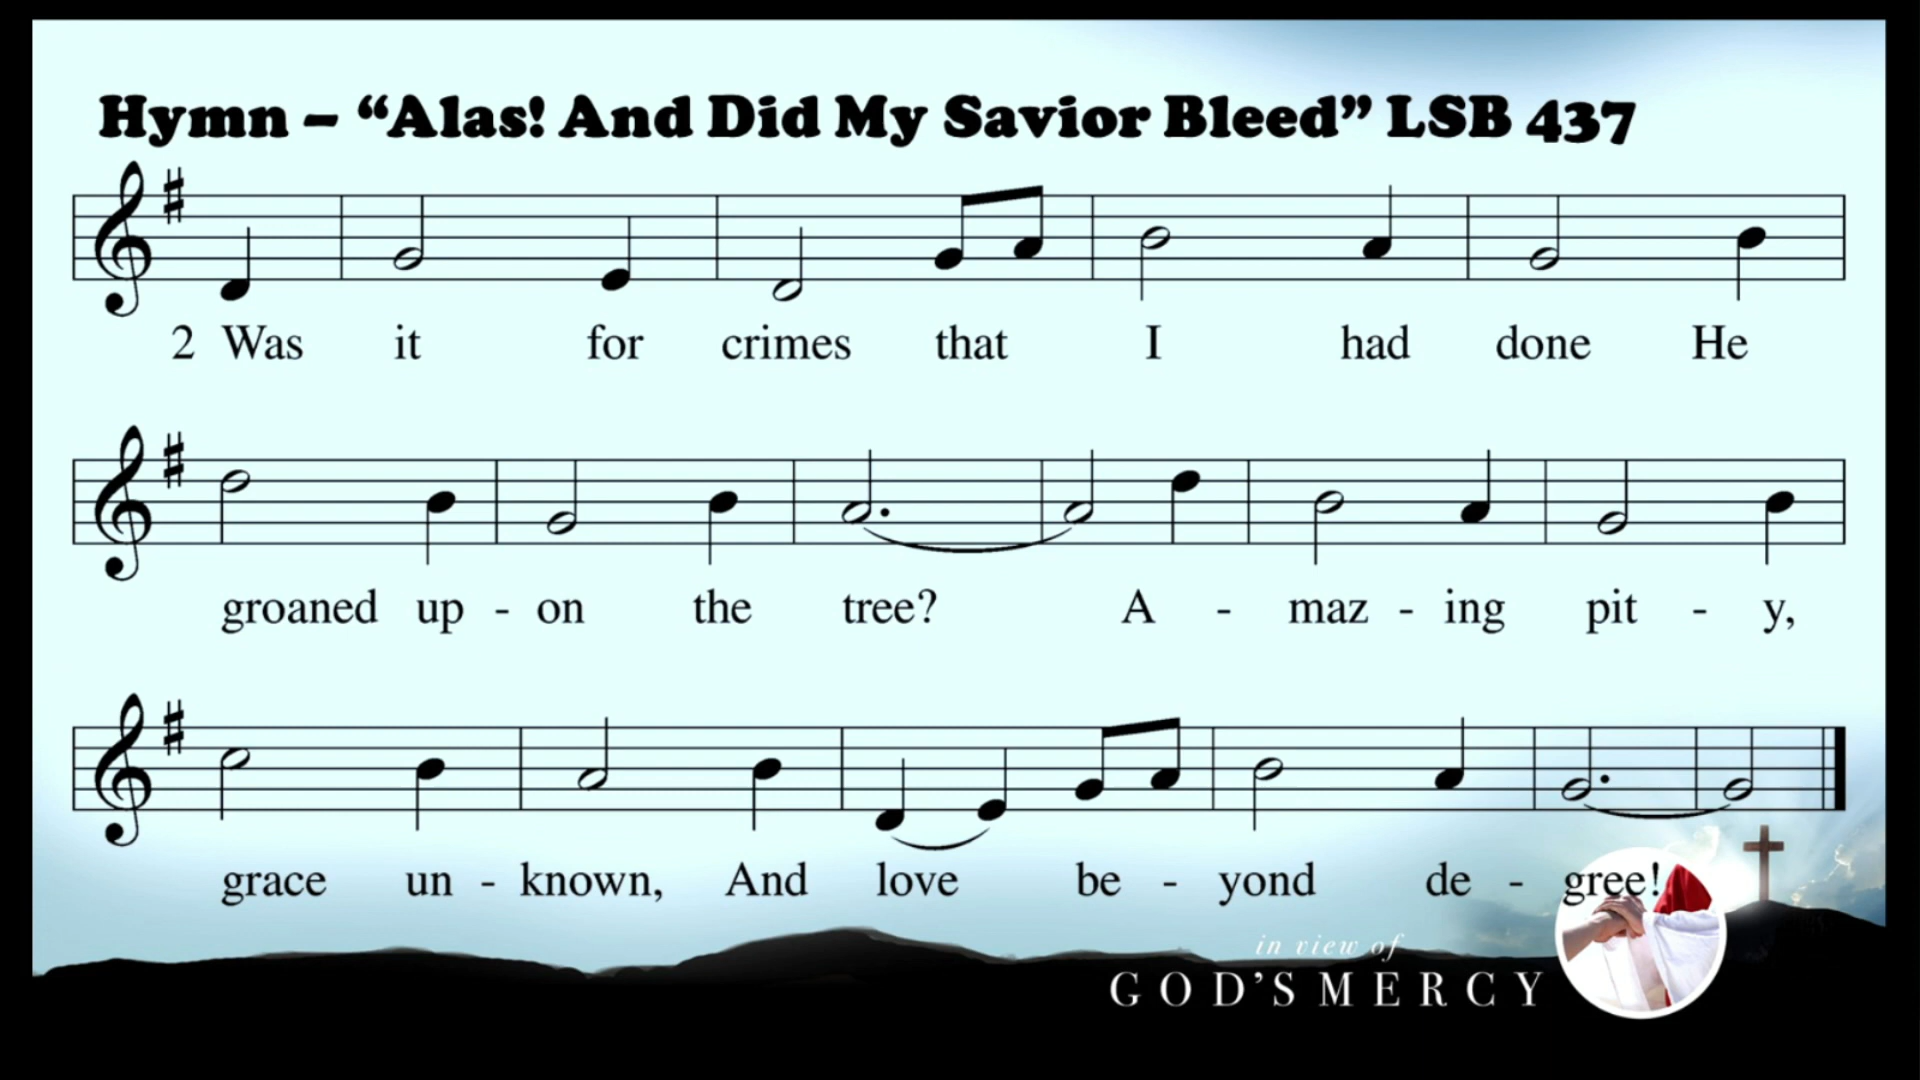 Hymn – “Alas! And Did My Savior Bleed” LSB 437
2 Was it for crimes that I had done He
groaned up - on the tree? A - maz - ing pit - y,
grace un - known, And love be - yond de - gree!
in view of
GOD’S MERCY